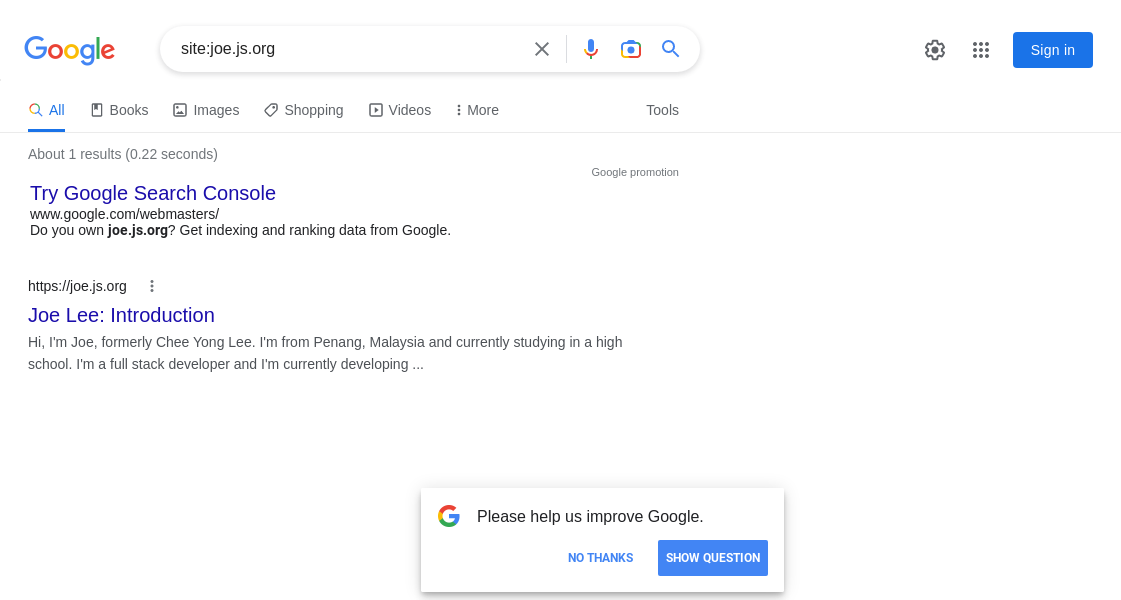 Google
site:joe.js.org
Sign in
All
Books
Images
Shopping
Videos
More
Tools
About 1 results (0.22 seconds)
Google promotion
Try Google Search Console
www.google.com/webmasters/
Do you own joe.js.org? Get indexing and ranking data from Google.
https://joe.js.org
Joe Lee: Introduction
Hi, I'm Joe, formerly Chee Yong Lee. I'm from Penang, Malaysia and currently studying in a high
school. I'm a full stack developer and I'm currently developing ...
Please help us improve Google.
NO THANKS
SHOW QUESTION